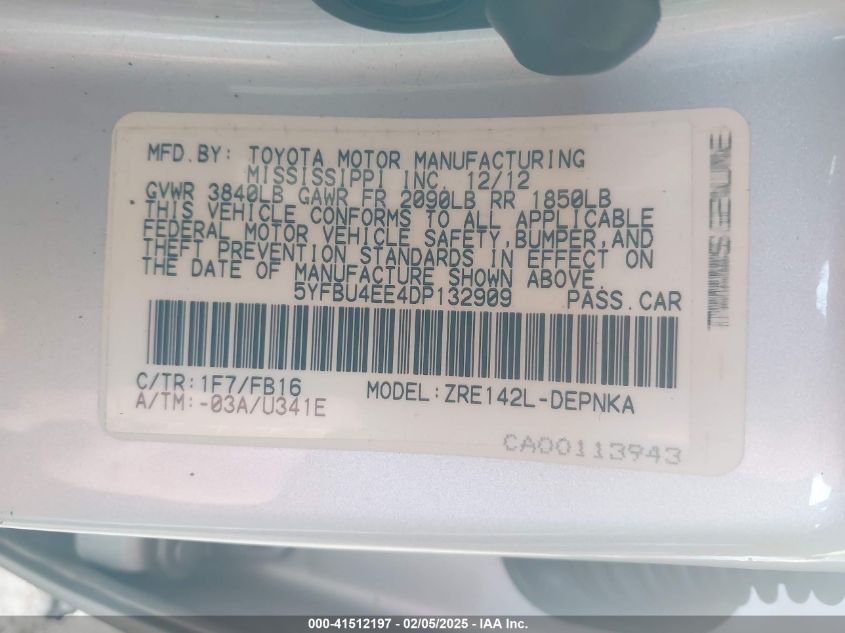 MFD.BY: TOYOTA MOTOR MANUFACTURING
MISSISSIPPI INC. 12/12
GVWR 3840LB GAWR FR 2090LB RR 1850LB
THIS VEHICLE CONFORMS TO ALL APPLICABLE
FEDERAL MOTOR VEHICLE SAFETY,BUMPER,AND
THEFT PREVENTION STANDARDS IN EFFECT ON
THE DATE OF MANUFACTURE SHOWN ABOVE.
5YFBU4EE4DP132909 PASS.CAR
C/TR:1F7/FB16 MODEL:ZRE142L-DEPNKA
A/TM:-03A/U341E
CA00113943
000-41512197 - 02/05/2025 - IAA Inc.